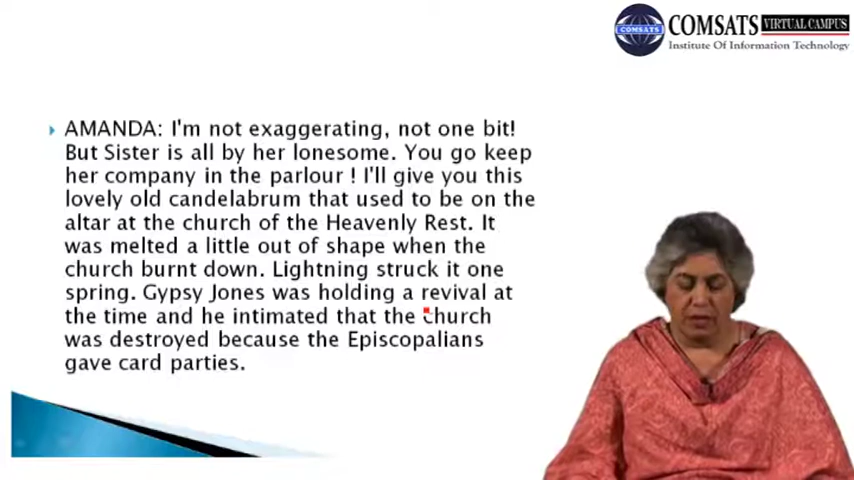 COMSATS VIRTUAL CAMPUS
Institute Of Information Technology
COMSATS
AMANDA: I'm not exaggerating, not one bit!
But Sister is all by her lonesome. You go keep
her company in the parlour ! I'll give you this
lovely old candelabrum that used to be on the
altar at the church of the Heavenly Rest. It
was melted a little out of shape when the
church burnt down. Lightning struck it one
spring. Gypsy Jones was holding a revival at
the time and he intimated that the church
was destroyed because the Episcopalians
gave card parties.